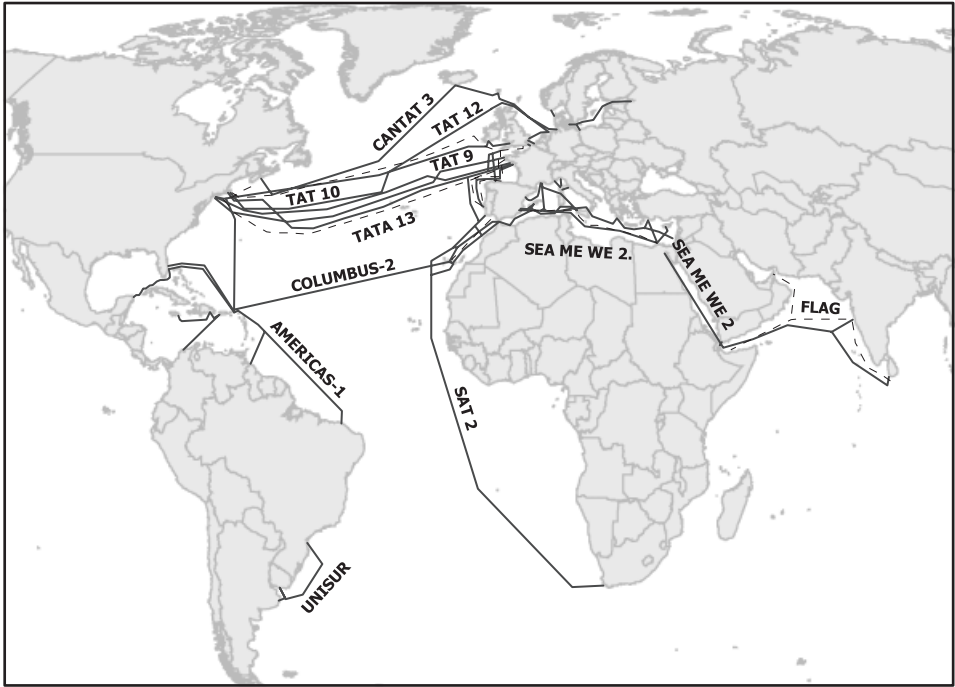 CANTAT 3
TAT 12
TAT 9
TAT 10
TATA 13
COLUMBUS-2
SEA ME WE 2.
SEA ME WE 2
FLAG
AMERICAS-1
SAT 2
UNISUR